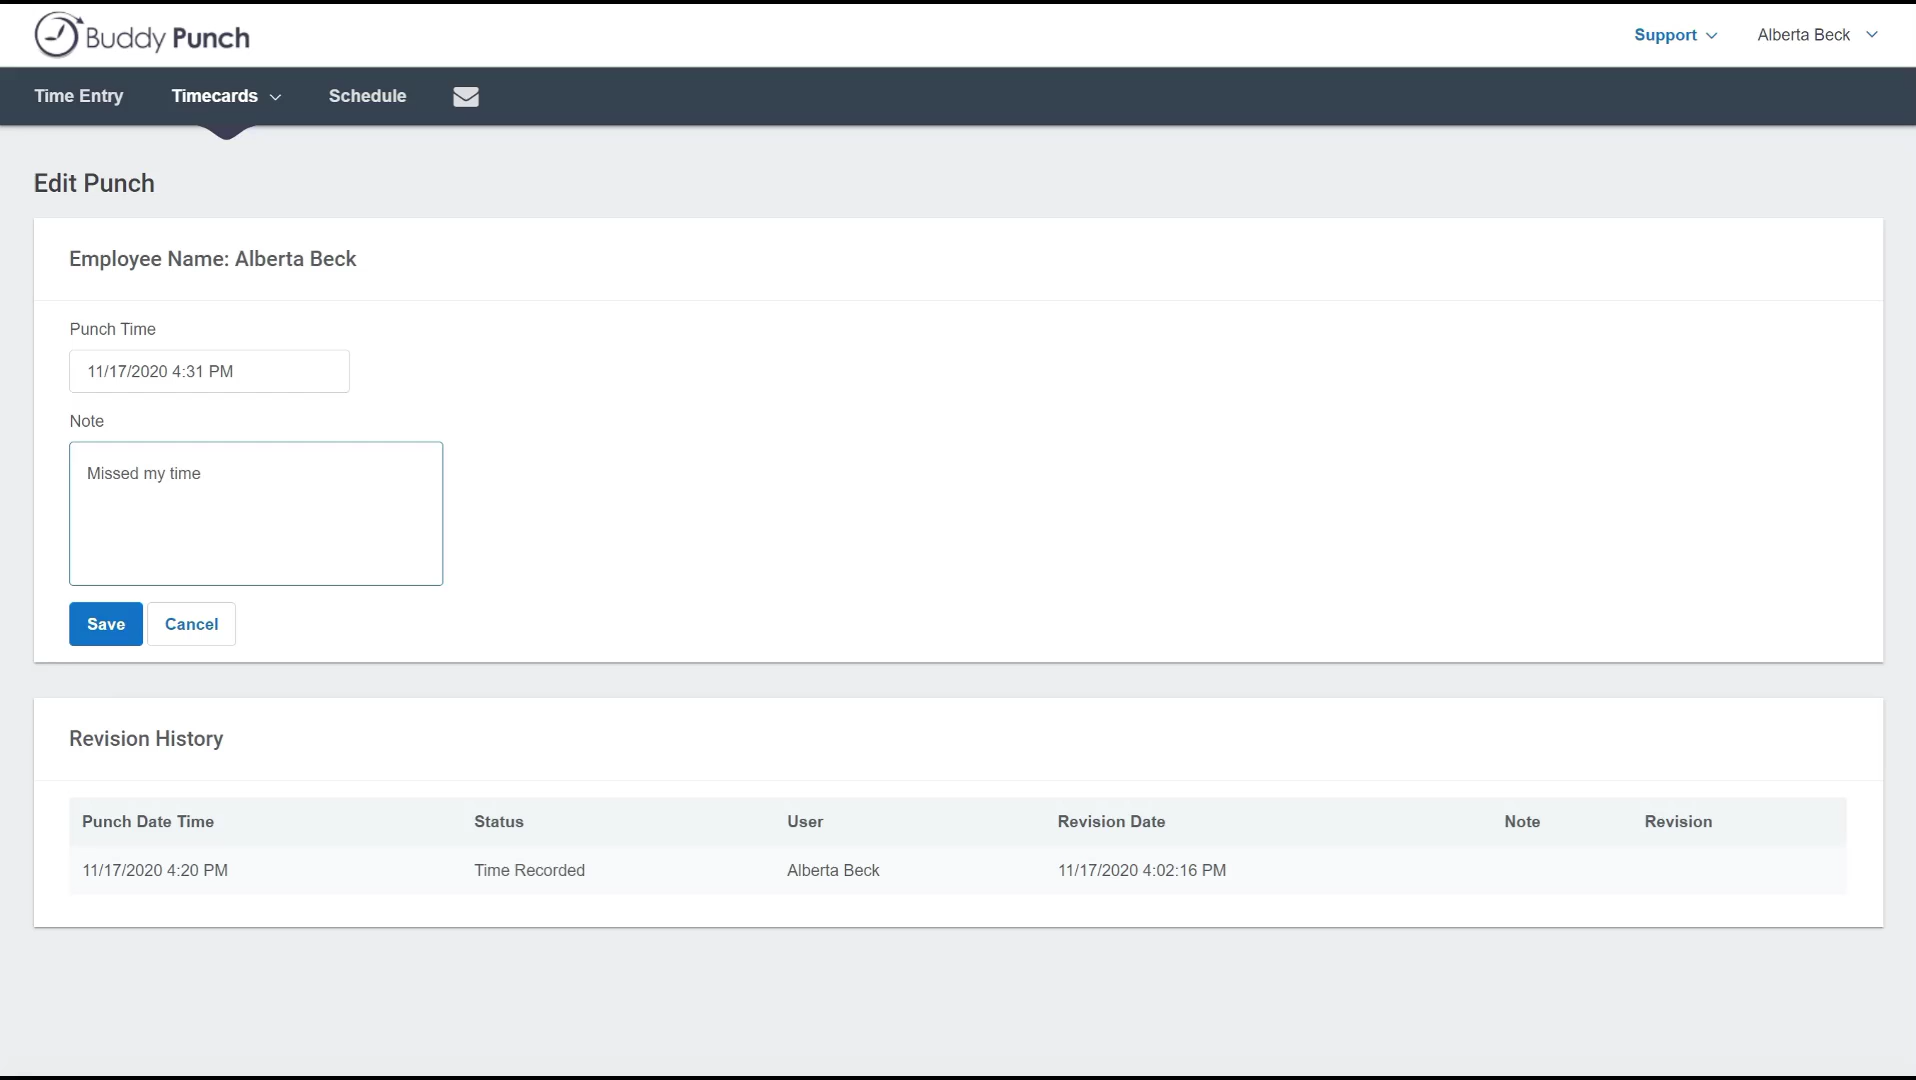 Buddy Punch
Support
Alberta Beck
Time Entry
Timecards
Schedule
Edit Punch
Employee Name: Alberta Beck
Punch Time
11/17/2020 4:31 PM
Note
Missed my time
Save
Cancel
Revision History
Punch Date Time Status User Revision Date Note Revision
11/17/2020 4:20 PM Time Recorded Alberta Beck 11/17/2020 4:02:16 PM